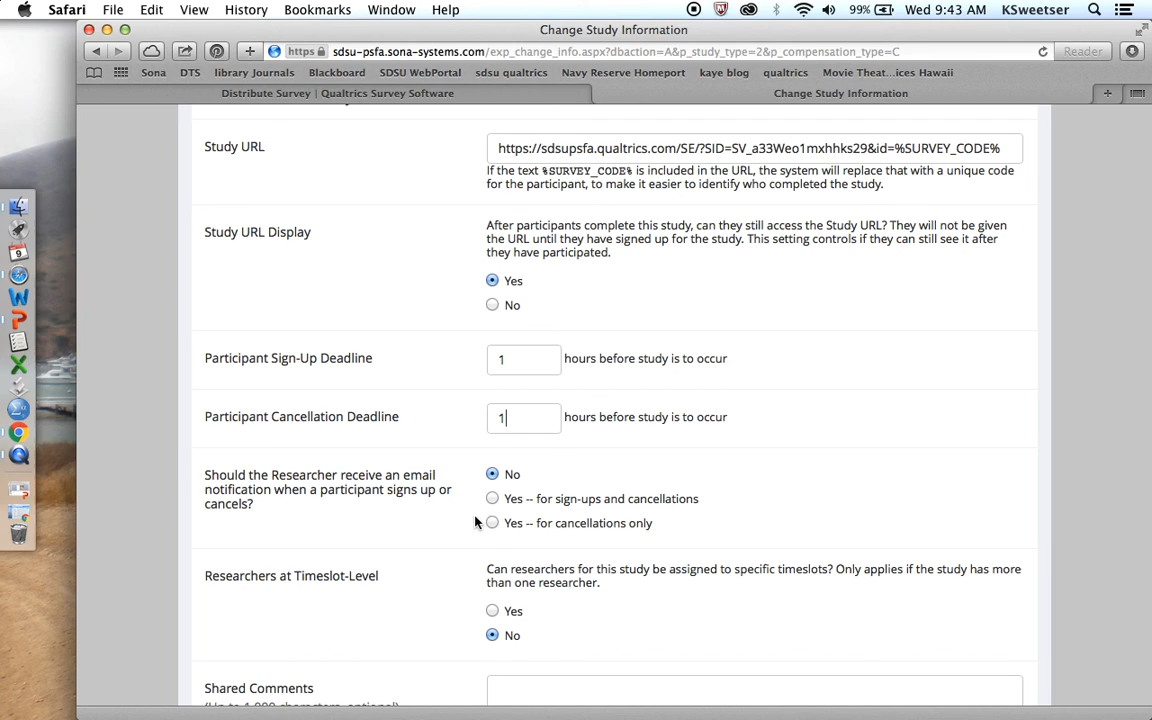 Safari File Edit View History Bookmarks Window Help 99% Wed 9:43 AM KSweetser
Change Study Information
https sdsu-psfa.sona-systems.com/exp_change_info.aspx?dbaction=A&p_study_type=2&p_compensation_type=C Reader
Sona DTS library Journals Blackboard SDSU WebPortal sdsu qualtrics Navy Reserve Homeport kaye blog qualtrics Movie Theat...ices Hawaii
Distribute Survey | Qualtrics Survey Software Change Study Information
Study URL
https://sdsupsfa.qualtrics.com/SE/?SID=SV_a33Weo1mxhhks29&id=%SURVEY_CODE%
If the text %SURVEY_CODE% is included in the URL, the system will replace that with a unique code
for the participant, to make it easier to identify who completed the study.
Study URL Display
After participants complete this study, can they still access the Study URL? They will not be given
the URL until they have signed up for the study. This setting controls if they can still see it after
they have participated.
Yes
No
Participant Sign-Up Deadline 1 hours before study is to occur
Participant Cancellation Deadline 1 hours before study is to occur
Should the Researcher receive an email
notification when a participant signs up or
cancels?
No
Yes -- for sign-ups and cancellations
Yes -- for cancellations only
Researchers at Timeslot-Level
Can researchers for this study be assigned to specific timeslots? Only applies if the study has more
than one researcher.
Yes
No
Shared Comments